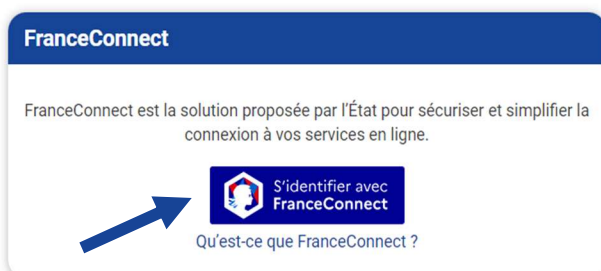 FranceConnect
FranceConnect est la solution proposée par l'État pour sécuriser et simplifier la
connexion à vos services en ligne.
S'identifier avec
FranceConnect
Qu'est-ce que FranceConnect ?